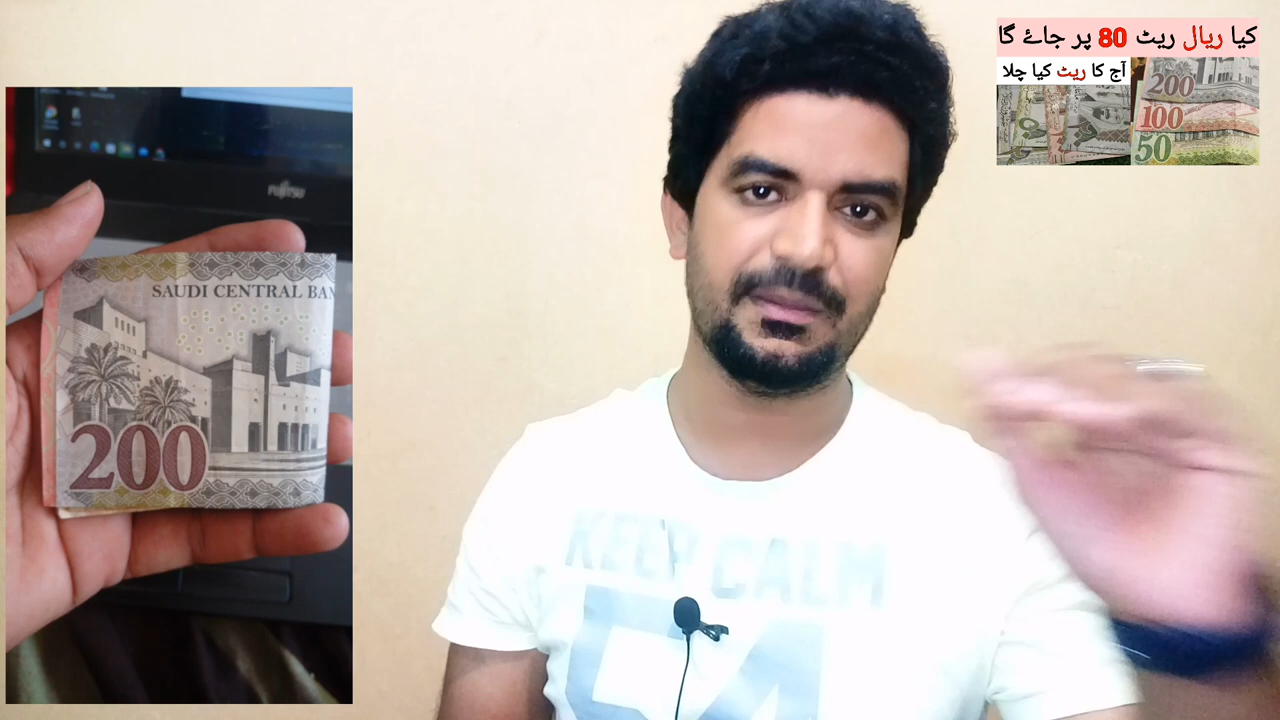 کیا ریال ریٹ 80 پر جائے گا
آج کا ریٹ کیا چلا
200
100
50
FUJITSU
SAUDI CENTRAL BAN
200
KEEP CALM